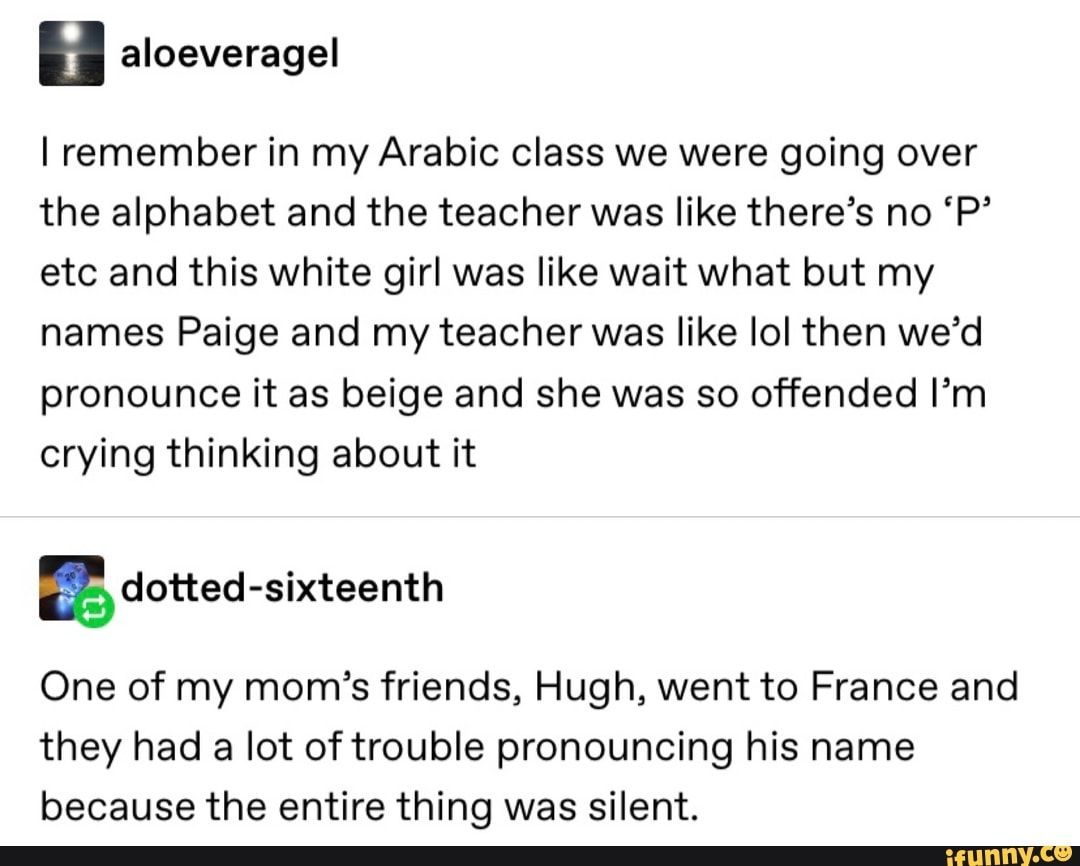 aloeveragel
I remember in my Arabic class we were going over
the alphabet and the teacher was like there’s no ‘P’
etc and this white girl was like wait what but my
names Paige and my teacher was like lol then we’d
pronounce it as beige and she was so offended I’m
crying thinking about it
dotted-sixteenth
One of my mom’s friends, Hugh, went to France and
they had a lot of trouble pronouncing his name
because the entire thing was silent.
ifunny.co